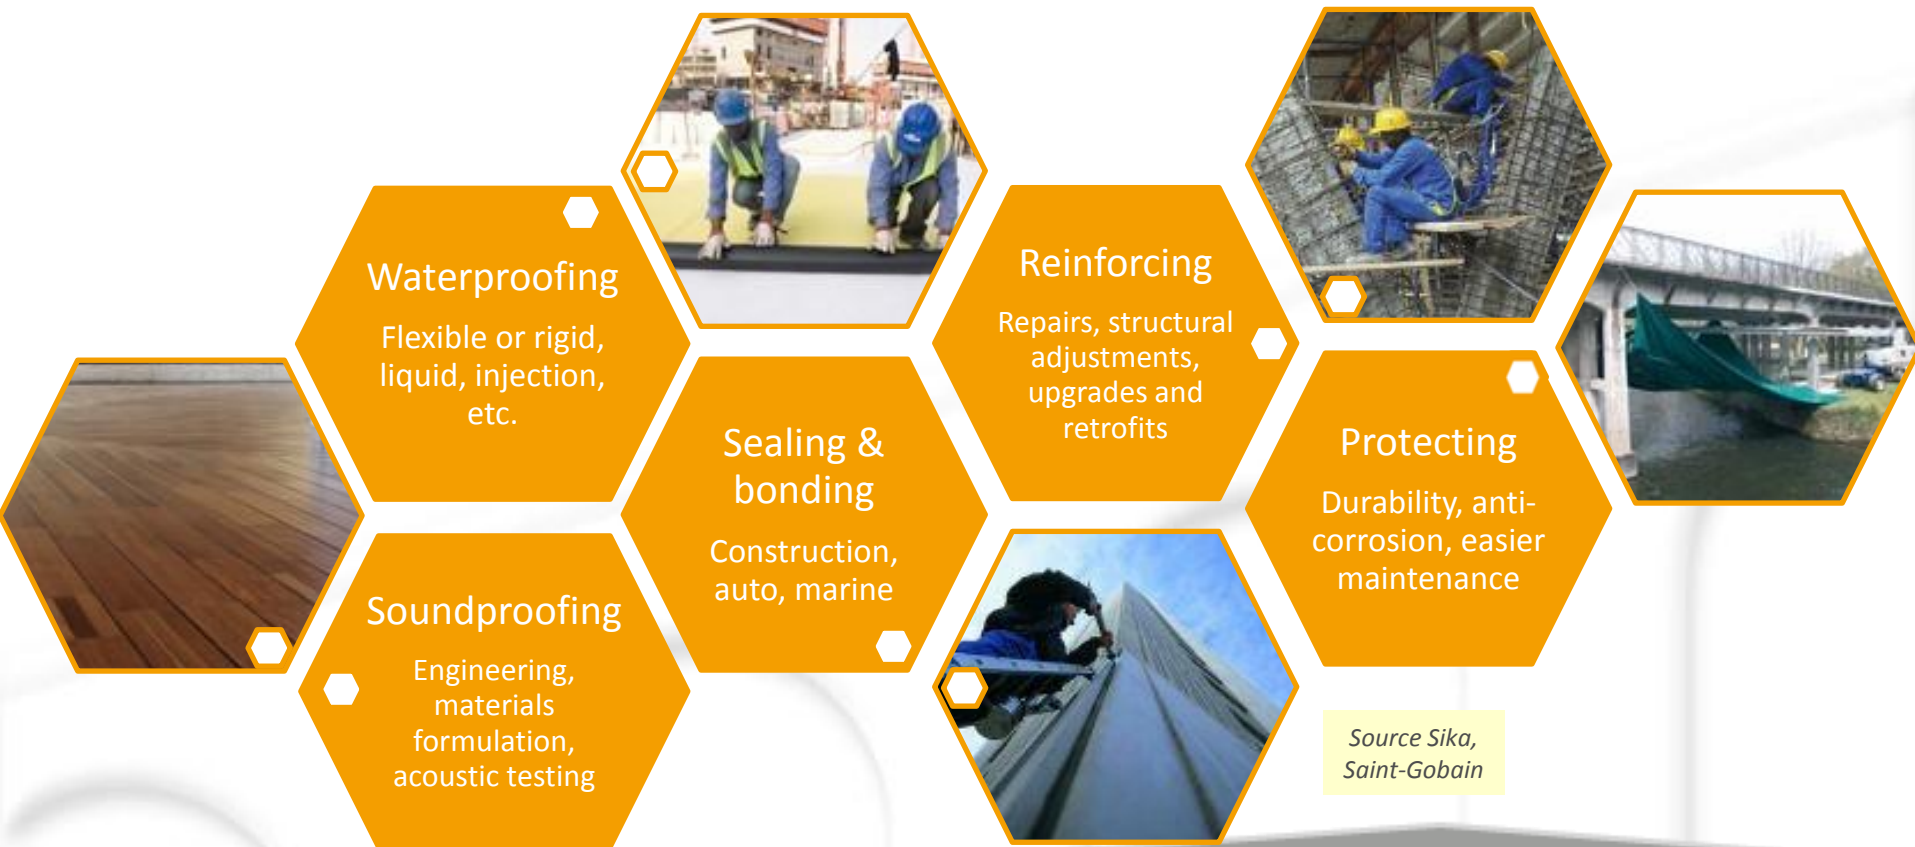 Waterproofing
Flexible or rigid,
liquid, injection,
etc.
Soundproofing
Engineering,
materials
formulation,
acoustic testing
Sealing &
bonding
Construction,
auto, marine
Reinforcing
Repairs, structural
adjustments,
upgrades and
retrofits
Protecting
Durability, anti-
corrosion, easier
maintenance
Source Sika,
Saint-Gobain